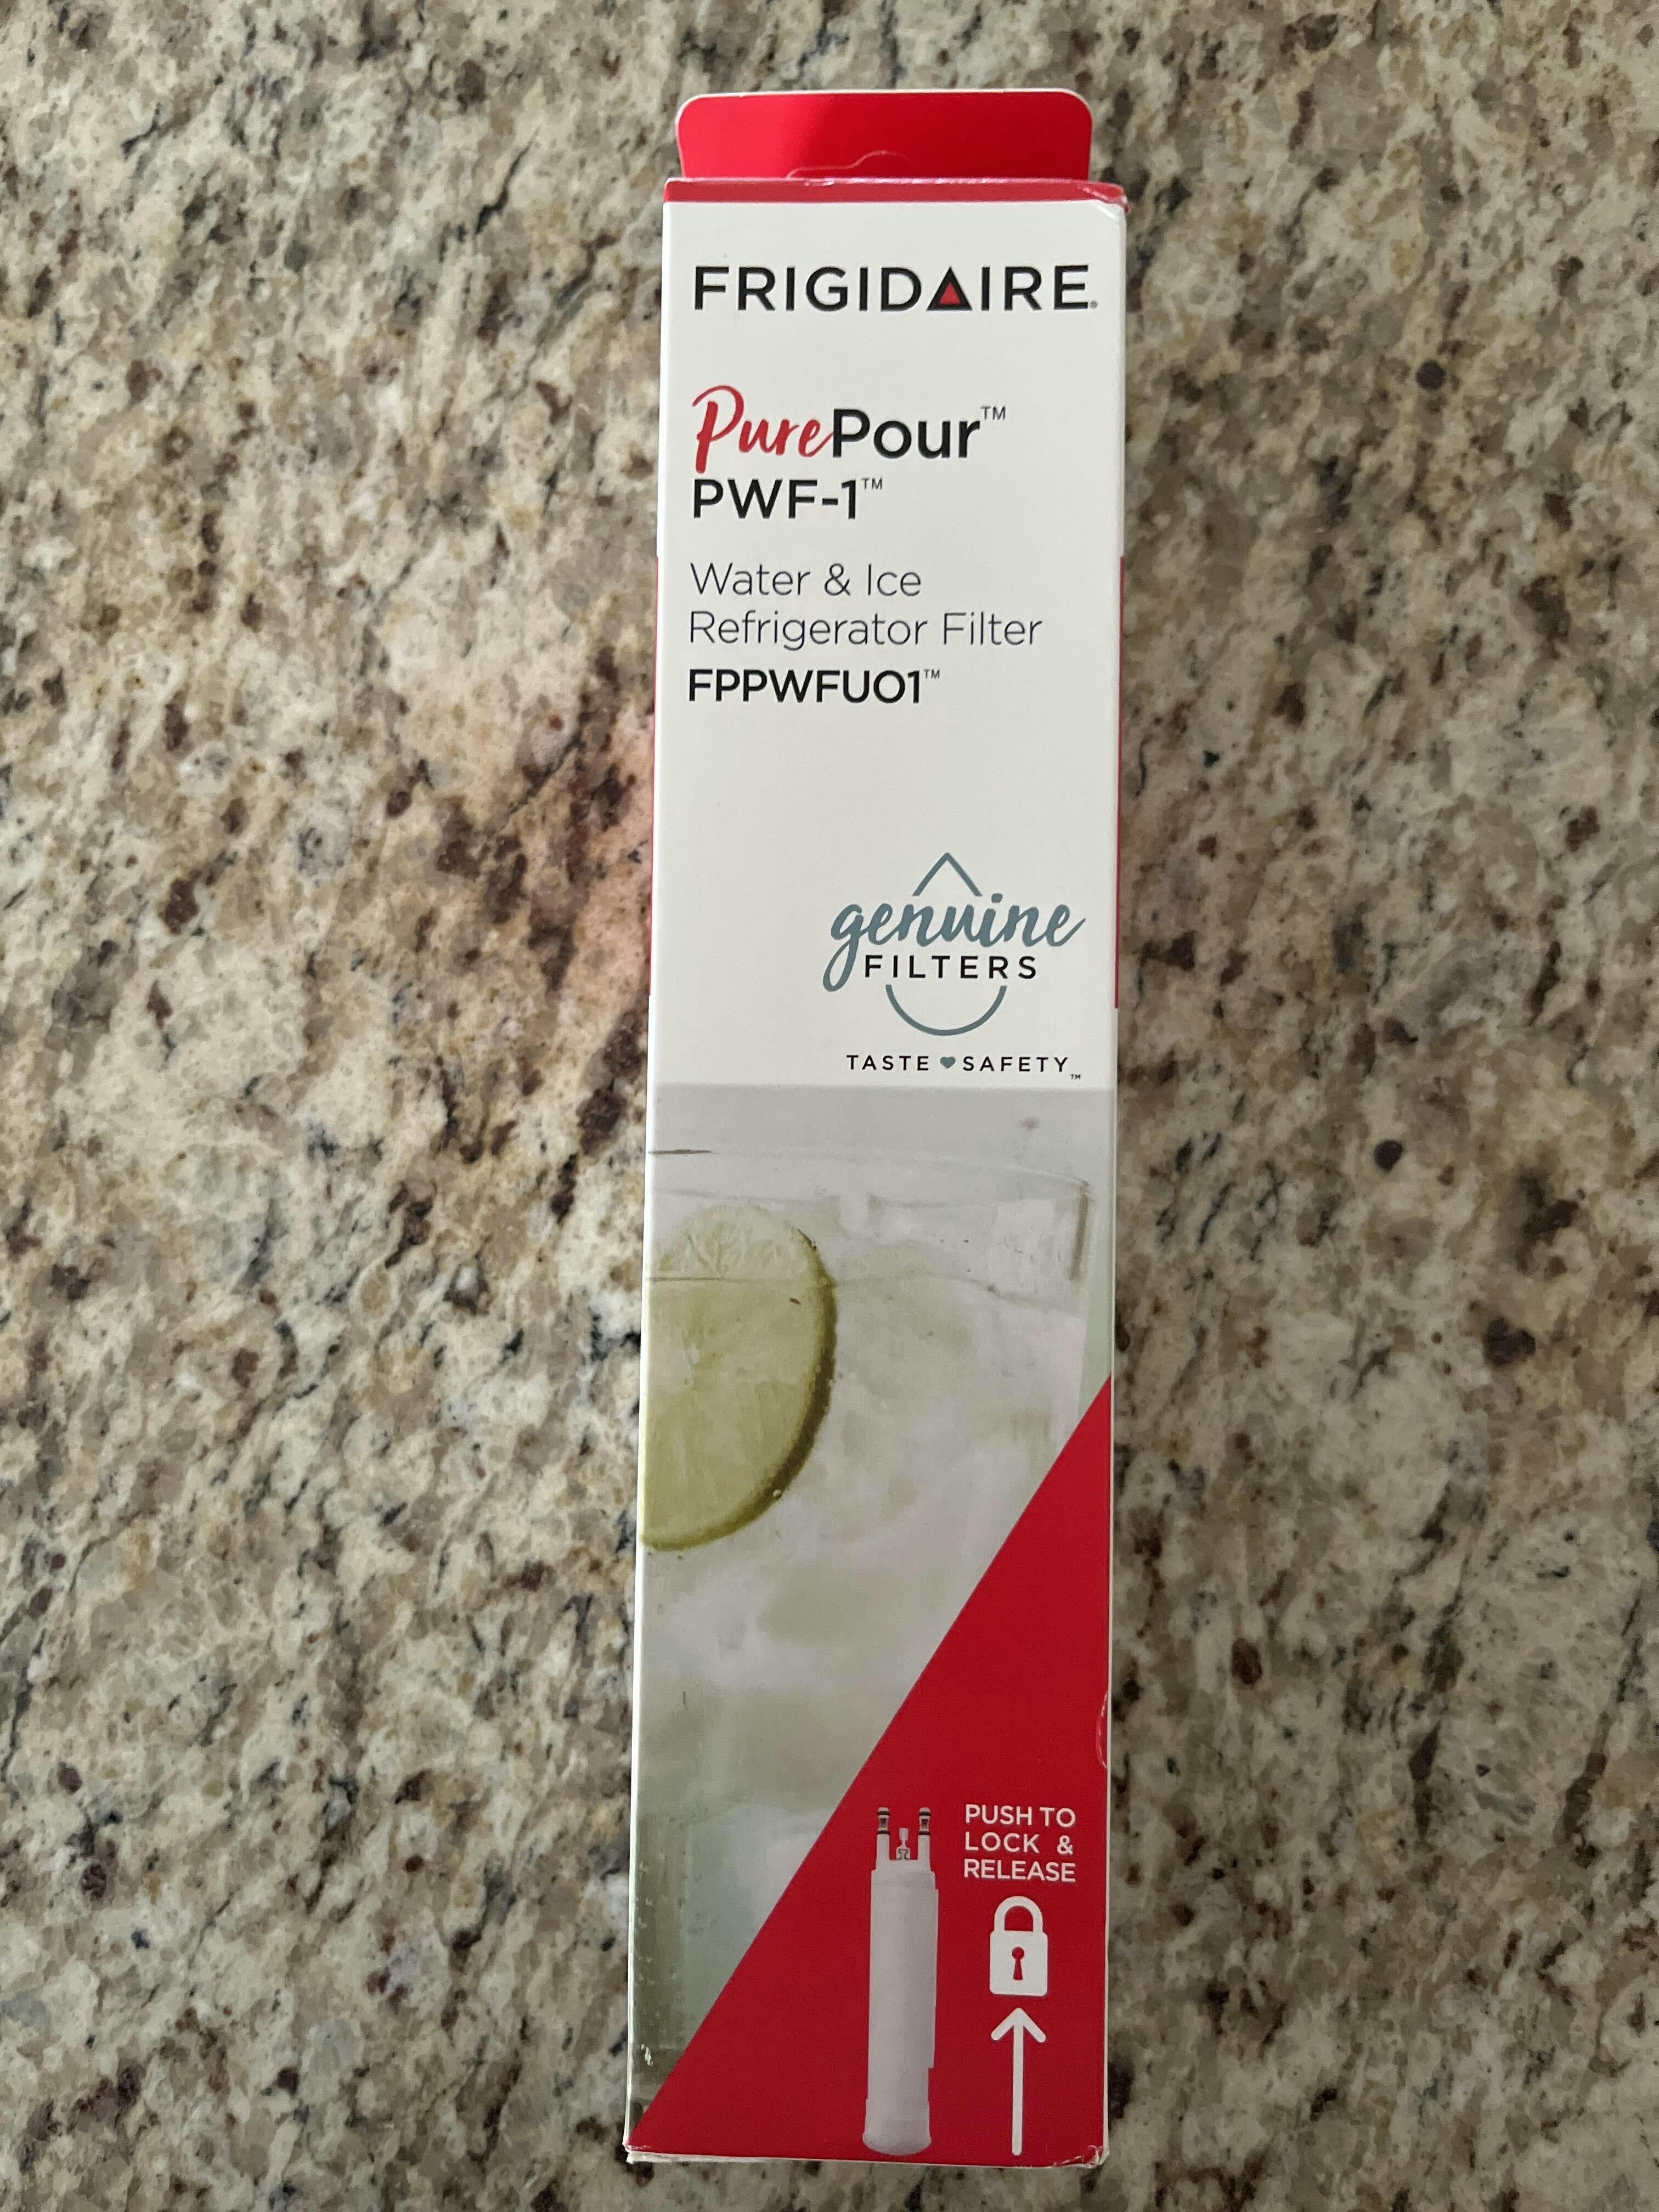 FRIGIDAIRE®
PurePour™
PWF-1™
Water & Ice
Refrigerator Filter
FPPWFU01™
genuine
FILTERS
TASTE ♥ SAFETY™
PUSH TO
LOCK &
RELEASE